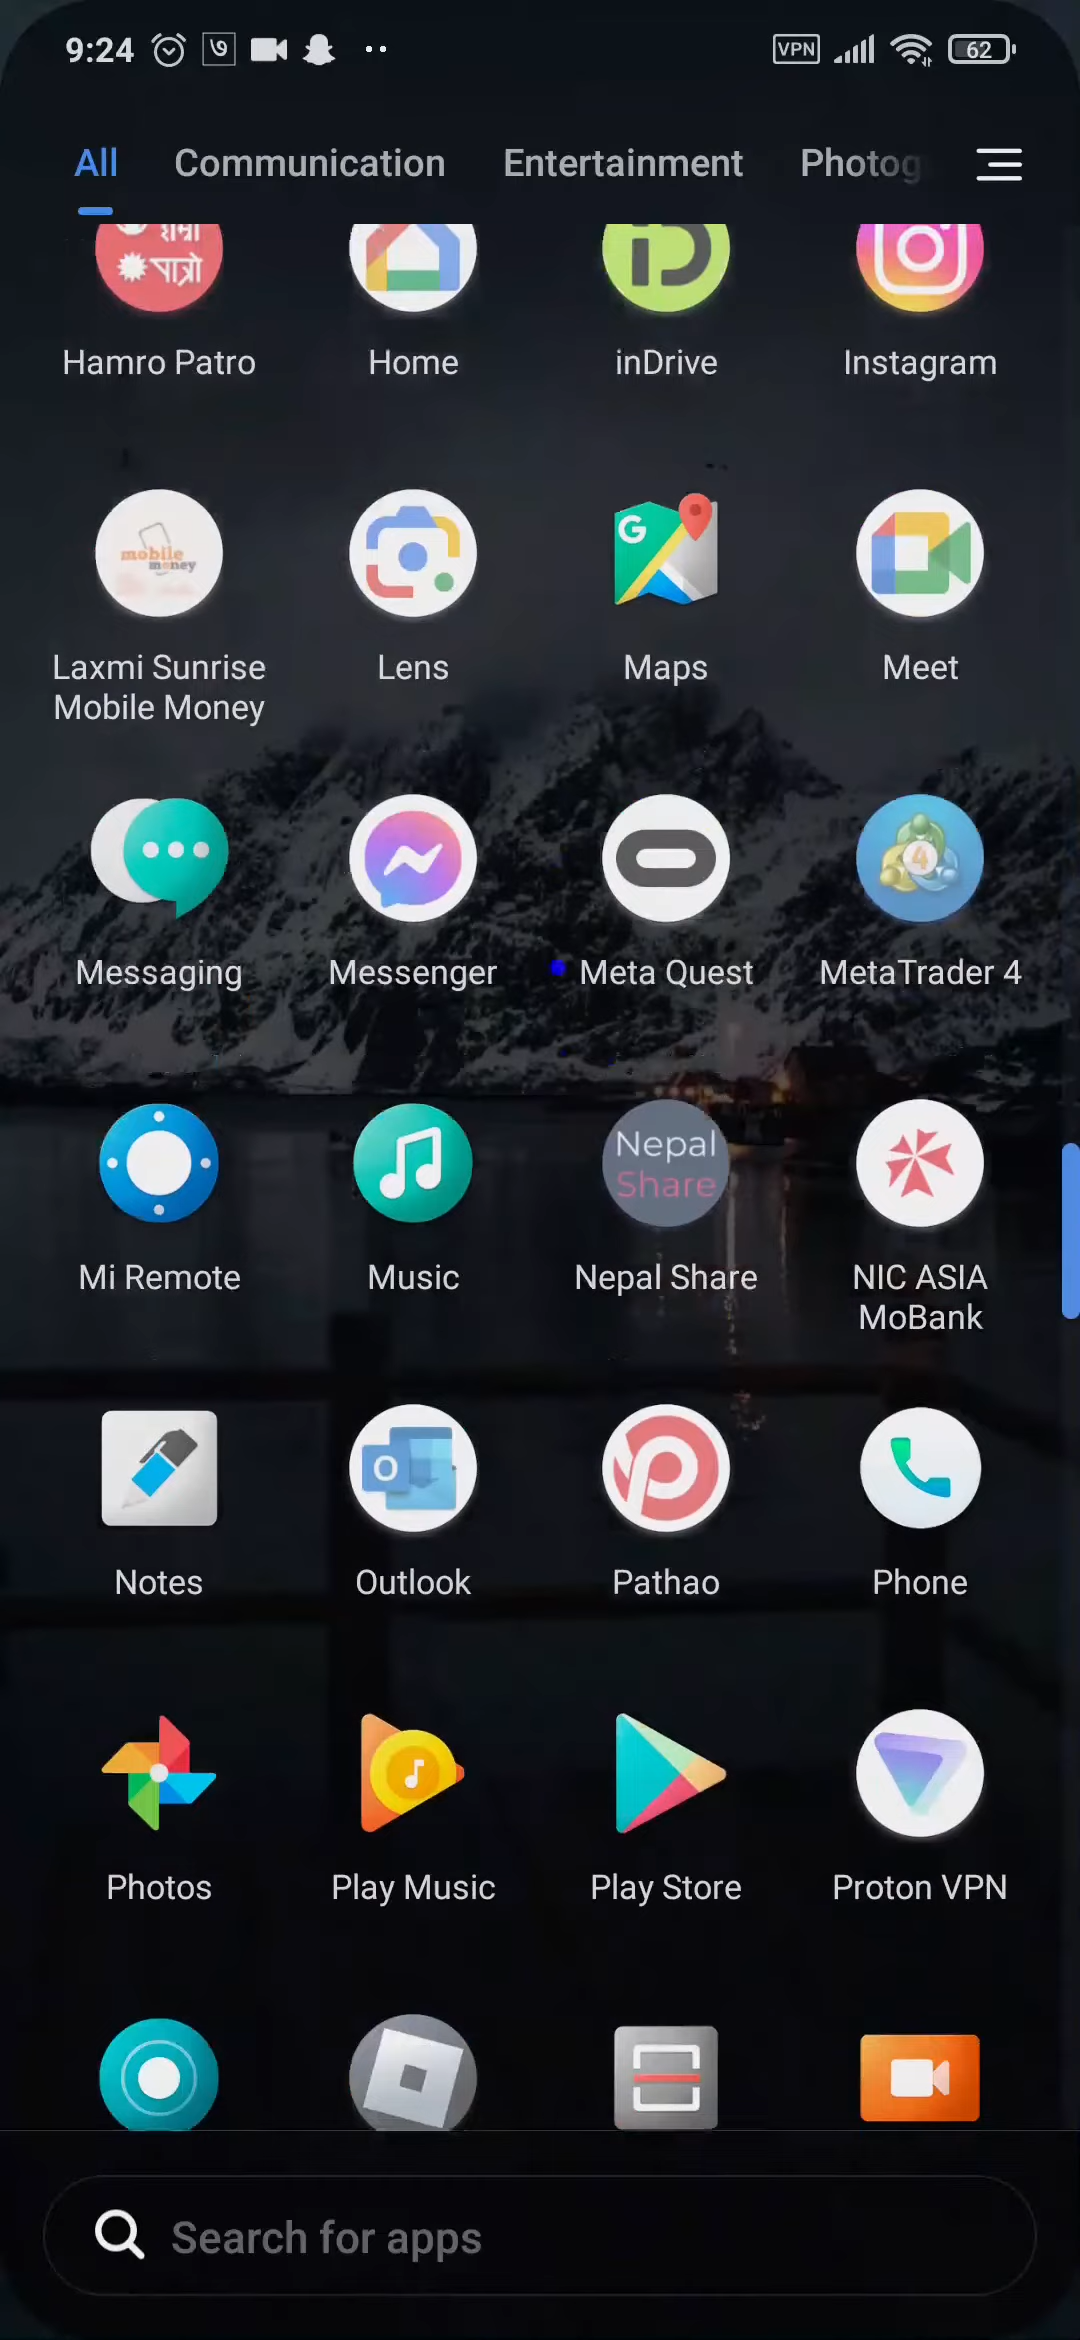 9:24
VPN
62
All Communication Entertainment Photog
हाम्रो
पात्रो
Hamro Patro Home inDrive Instagram
mobile
money
G
Laxmi Sunrise Lens Maps Meet
Mobile Money
4
Messaging Messenger Meta Quest MetaTrader 4
Nepal
Share
Mi Remote Music Nepal Share NIC ASIA
MoBank
O
Notes Outlook Pathao Phone
Photos Play Music Play Store Proton VPN
Search for apps